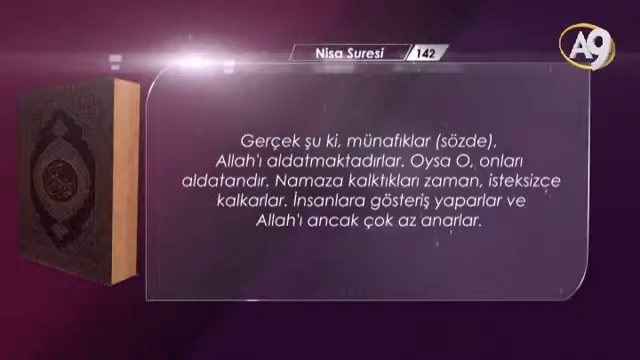 Nisa Suresi 142
A9
Gerçek şu ki, münafıklar (sözde),
Allah'ı aldatmaktadırlar. Oysa O, onları
aldatandır. Namaza kalktıkları zaman, isteksizce
kalkarlar. İnsanlara gösteriş yaparlar ve
Allah'ı ancak çok az anarlar.